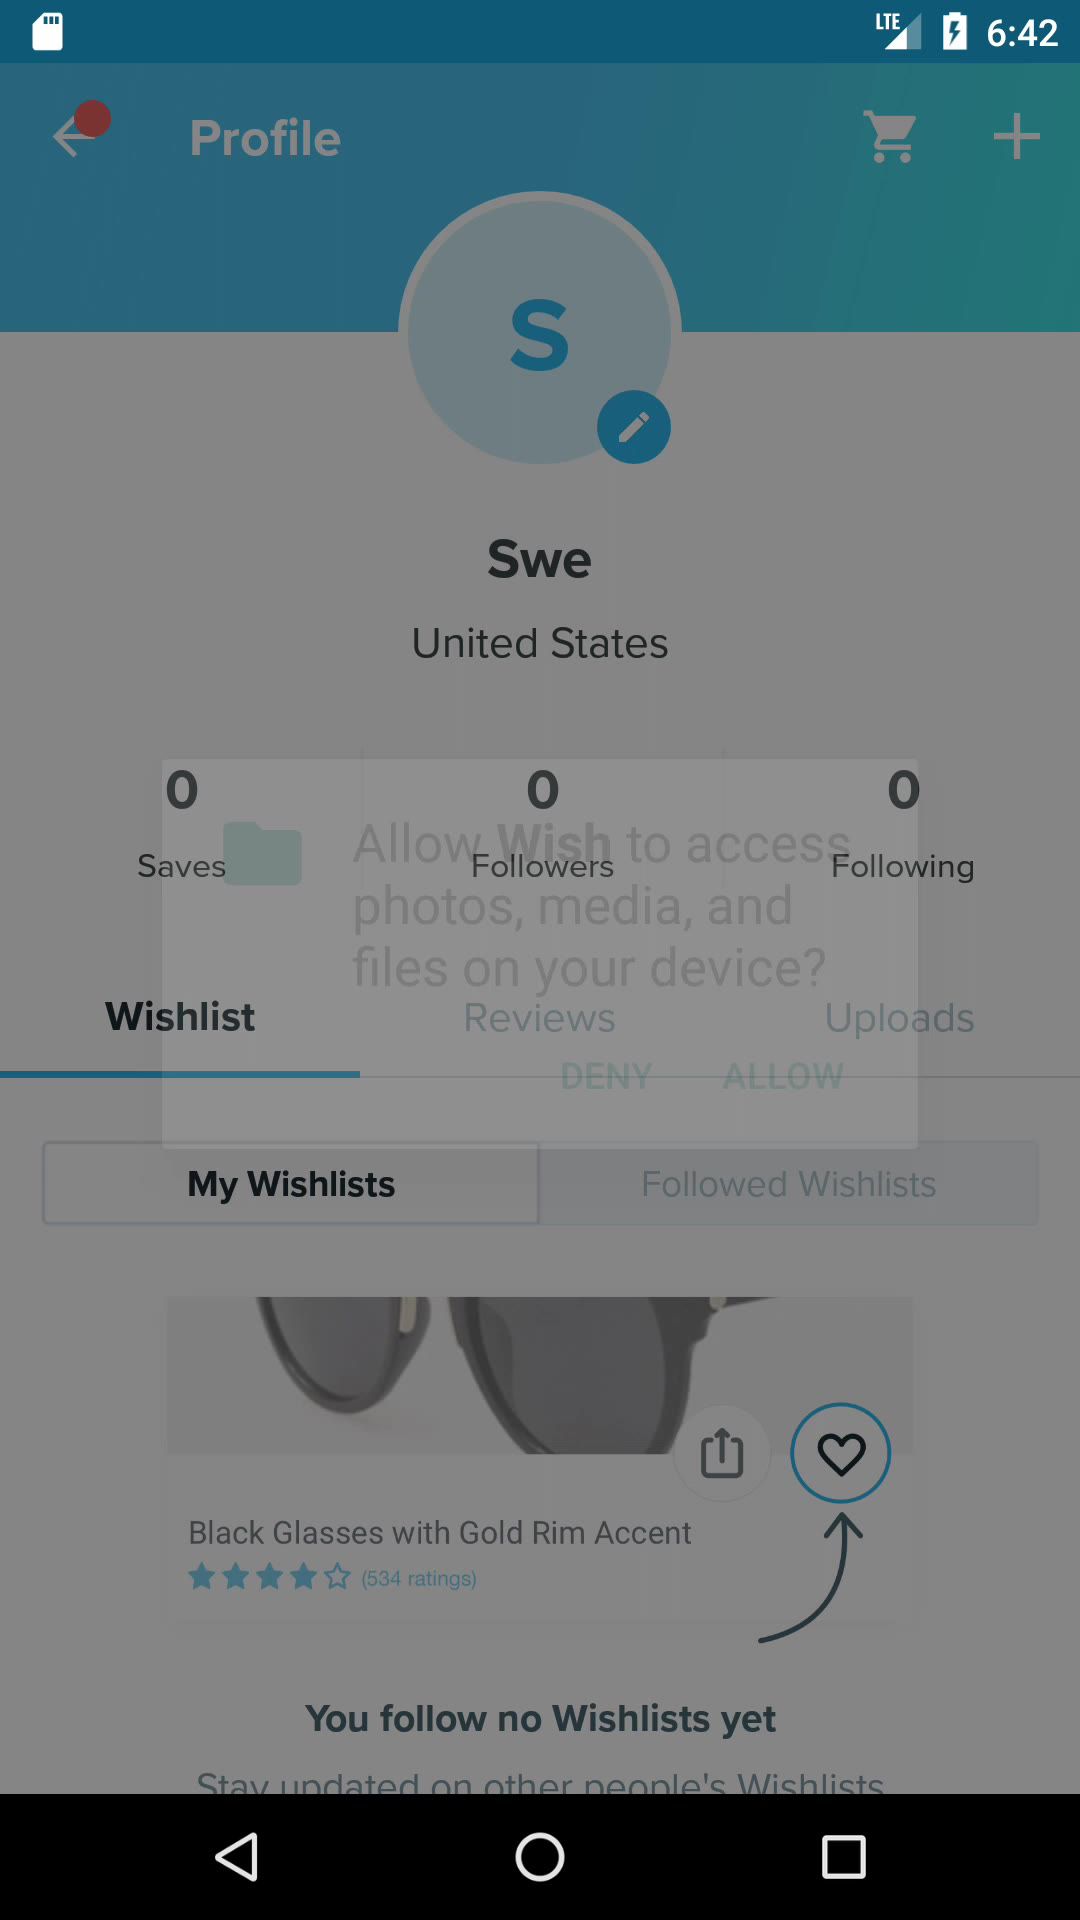 LTE 6:42
Profile
S
Swe
United States
0 0 0
Saves Followers Following
Allow Wish to access
photos, media, and
files on your device?
Wishlist Reviews Uploads
DENY ALLOW
My Wishlists Followed Wishlists
Black Glasses with Gold Rim Accent
(534 ratings)
You follow no Wishlists yet
Stay updated on other people's Wishlists